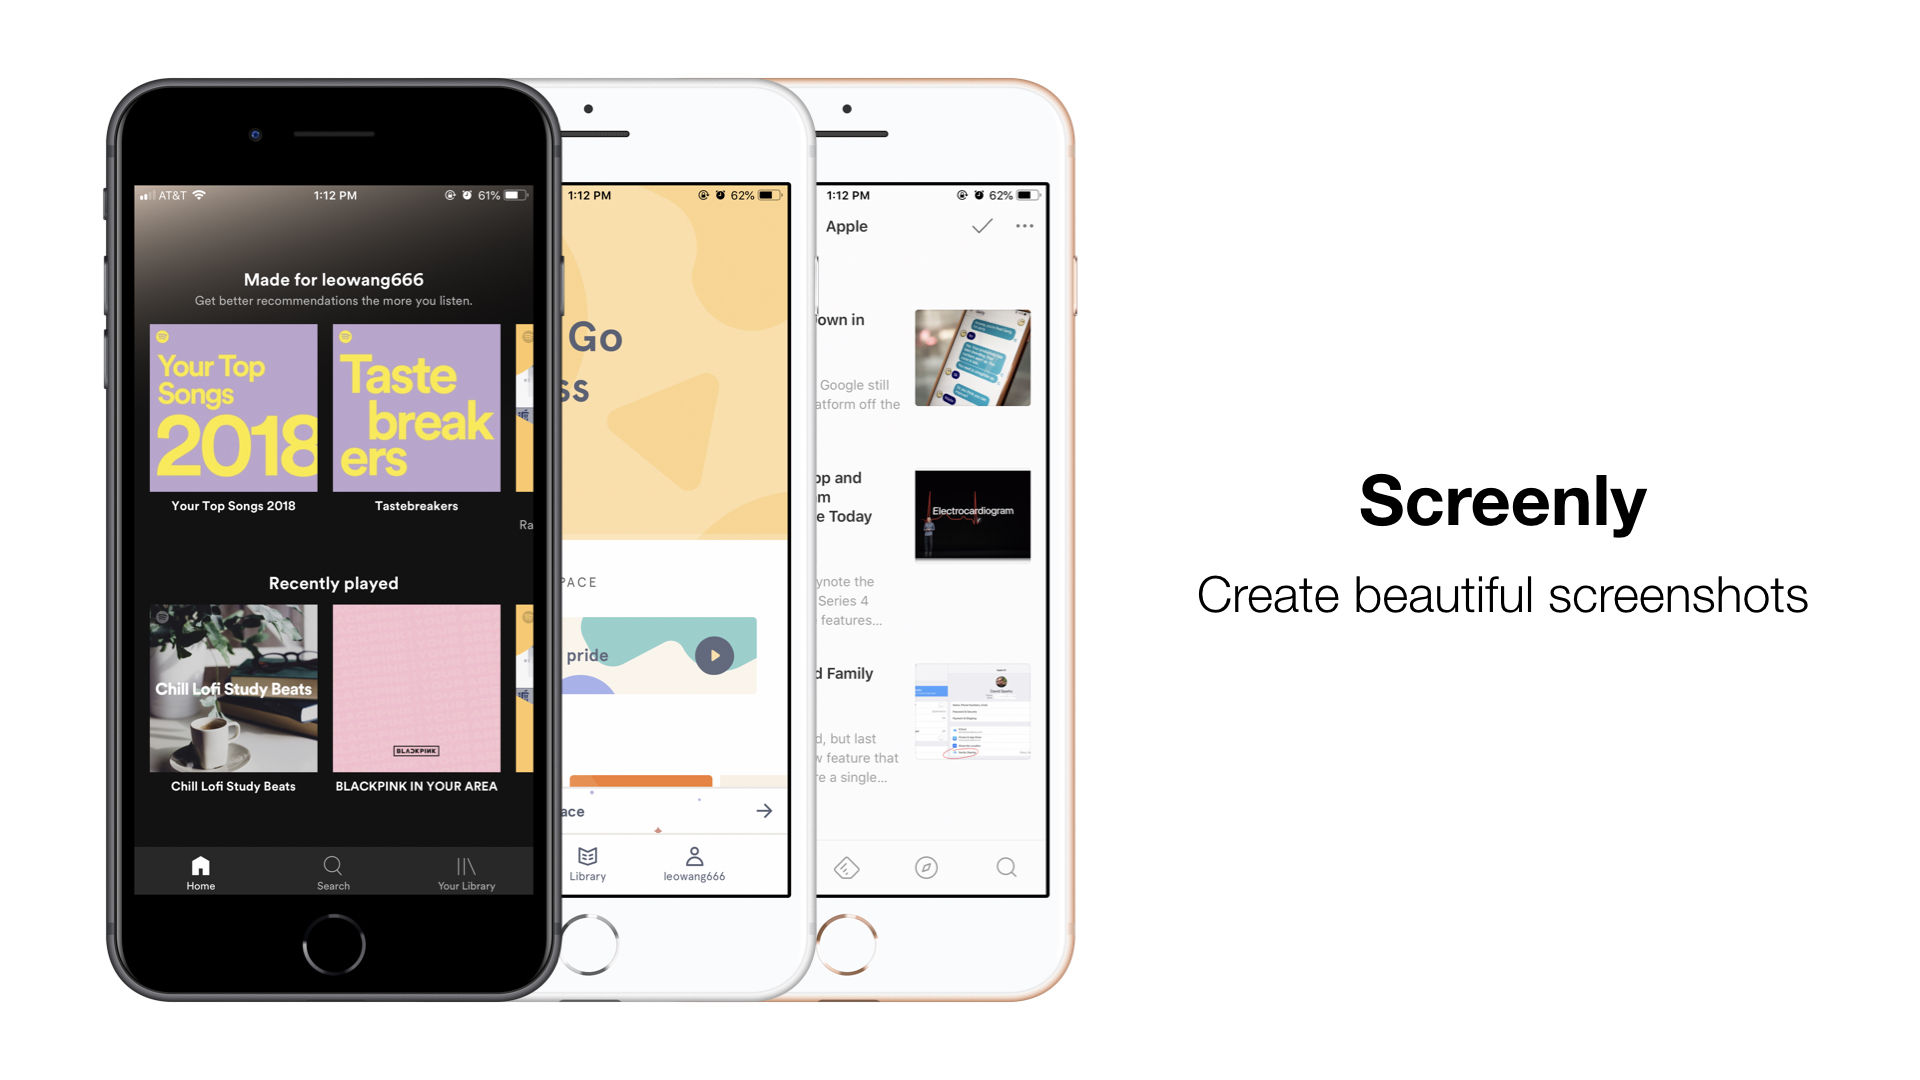 AT&T
1:12 PM
61%
Made for leowang666
Get better recommendations the more you listen.
Your Top
Songs
2018
Taste
break
ers
Your Top Songs 2018
Tastebreakers
Ra
Recently played
Chill Lofi Study Beats
BLACKPINK
Chill Lofi Study Beats
BLACKPINK IN YOUR AREA
Home
Search
Your Library
1:12 PM
62%
Go
ss
PACE
pride
ace
Library
leowang666
1:12 PM
62%
Apple
own in
Google still
atform off the
pp and
m
e Today
Electrocardiogram
ynote the
Series 4
features...
d Family
d, but last
w feature that
re a single...
Screenly
Create beautiful screenshots